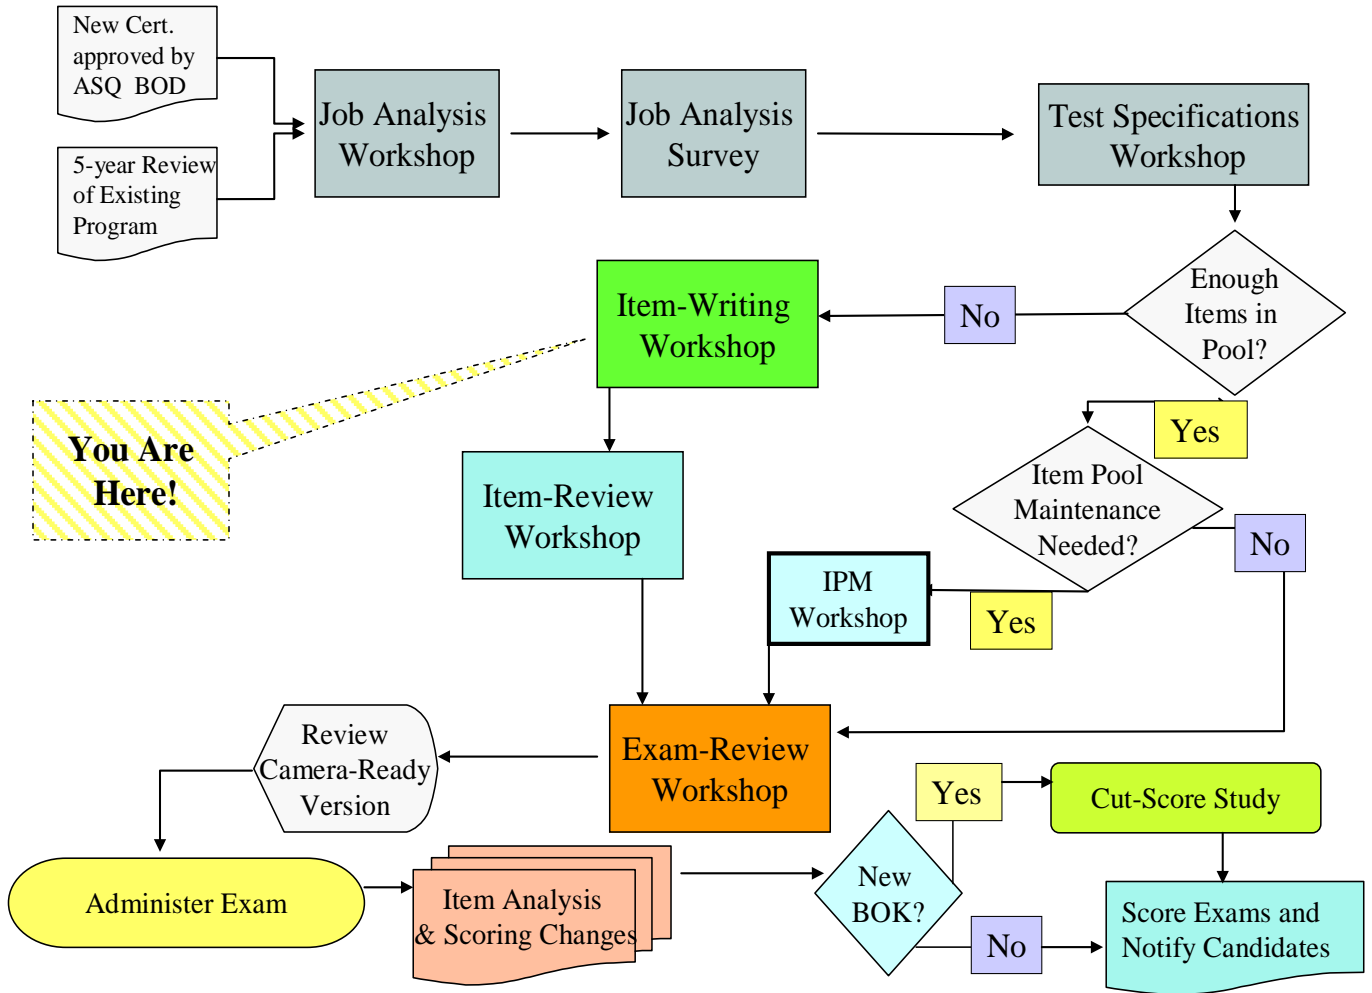 New Cert.
approved by
ASQ BOD
5-year Review
of Existing
Program
Job Analysis
Workshop
Job Analysis
Survey
Test Specifications
Workshop
Enough
Items in
Pool?
No
Item-Writing
Workshop
You Are
Here!
Yes
Item Pool
Maintenance
Needed?
No
Item-Review
Workshop
IPM
Workshop
Yes
Exam-Review
Workshop
Review
Camera-Ready
Version
Administer Exam
Item Analysis
& Scoring Changes
New
BOK?
Yes
Cut-Score Study
No
Score Exams and
Notify Candidates